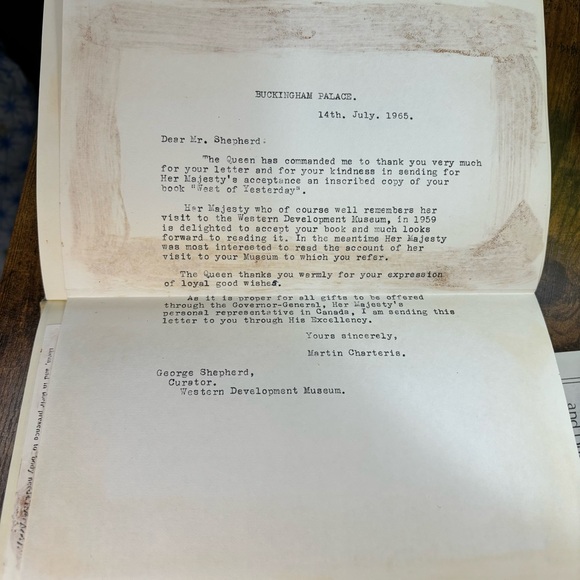 BUCKINGHAM PALACE.
14th. July. 1965.
Dear Mr. Shepherd:
The Queen has commanded me to thank you very much
for your letter and for your kindness in sending for
Her Majesty's acceptance an inscribed copy of your
book "West of Yesterday".
Her Majesty who of course well remembers her
visit to the Western Development Museum, in 1959
is delighted to accept your book and much looks
forward to reading it. In the meantime Her Majesty
was most interested to read the account of her
visit to your Museum to which you refer.
The Queen thanks you warmly for your expression
of loyal good wishes.
As it is proper for all gifts to be offered
through the Governor-General, Her Majesty's
personal representative in Canada, I am sending this
letter to you through His Excellency.
Yours sincerely,
Martin Charteris.
George Shepherd,
Curator.
Western Development Museum.
and